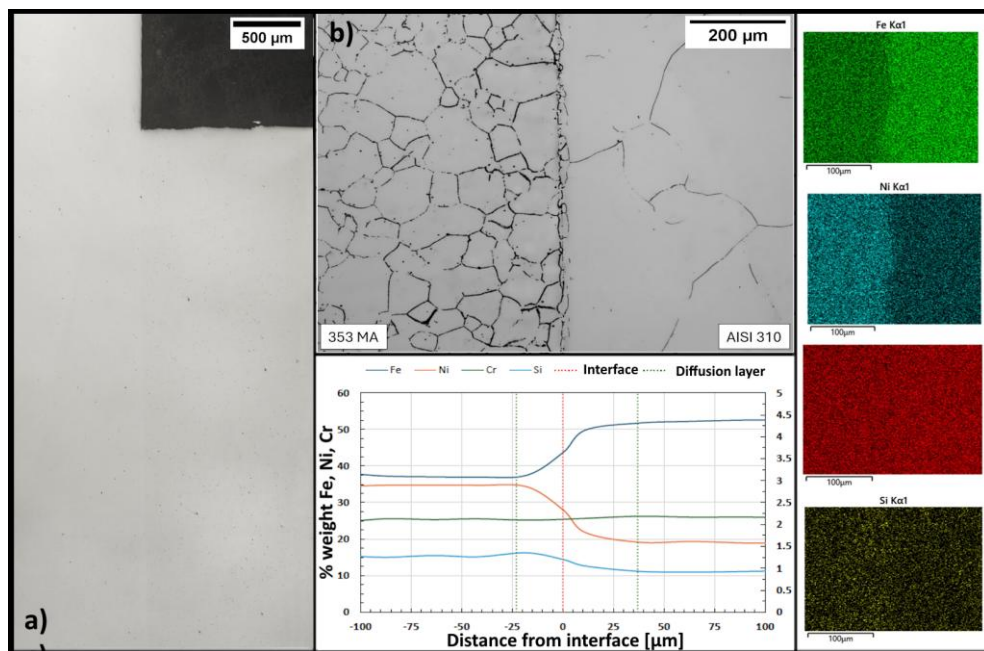 500 µm
a)
b)
200 µm
353 MA
AISI 310
Fe Ni Cr Si Interface Diffusion layer
% weight Fe, Ni, Cr
60
50
40
30
20
10
0
5
4.5
4
3.5
3
2.5
2
1.5
1
0.5
0
-100 -75 -50 -25 0 25 50 75 100
Distance from interface [µm]
Fe Kα1
100µm
Ni Kα1
100µm
100µm
Si Kα1
100µm